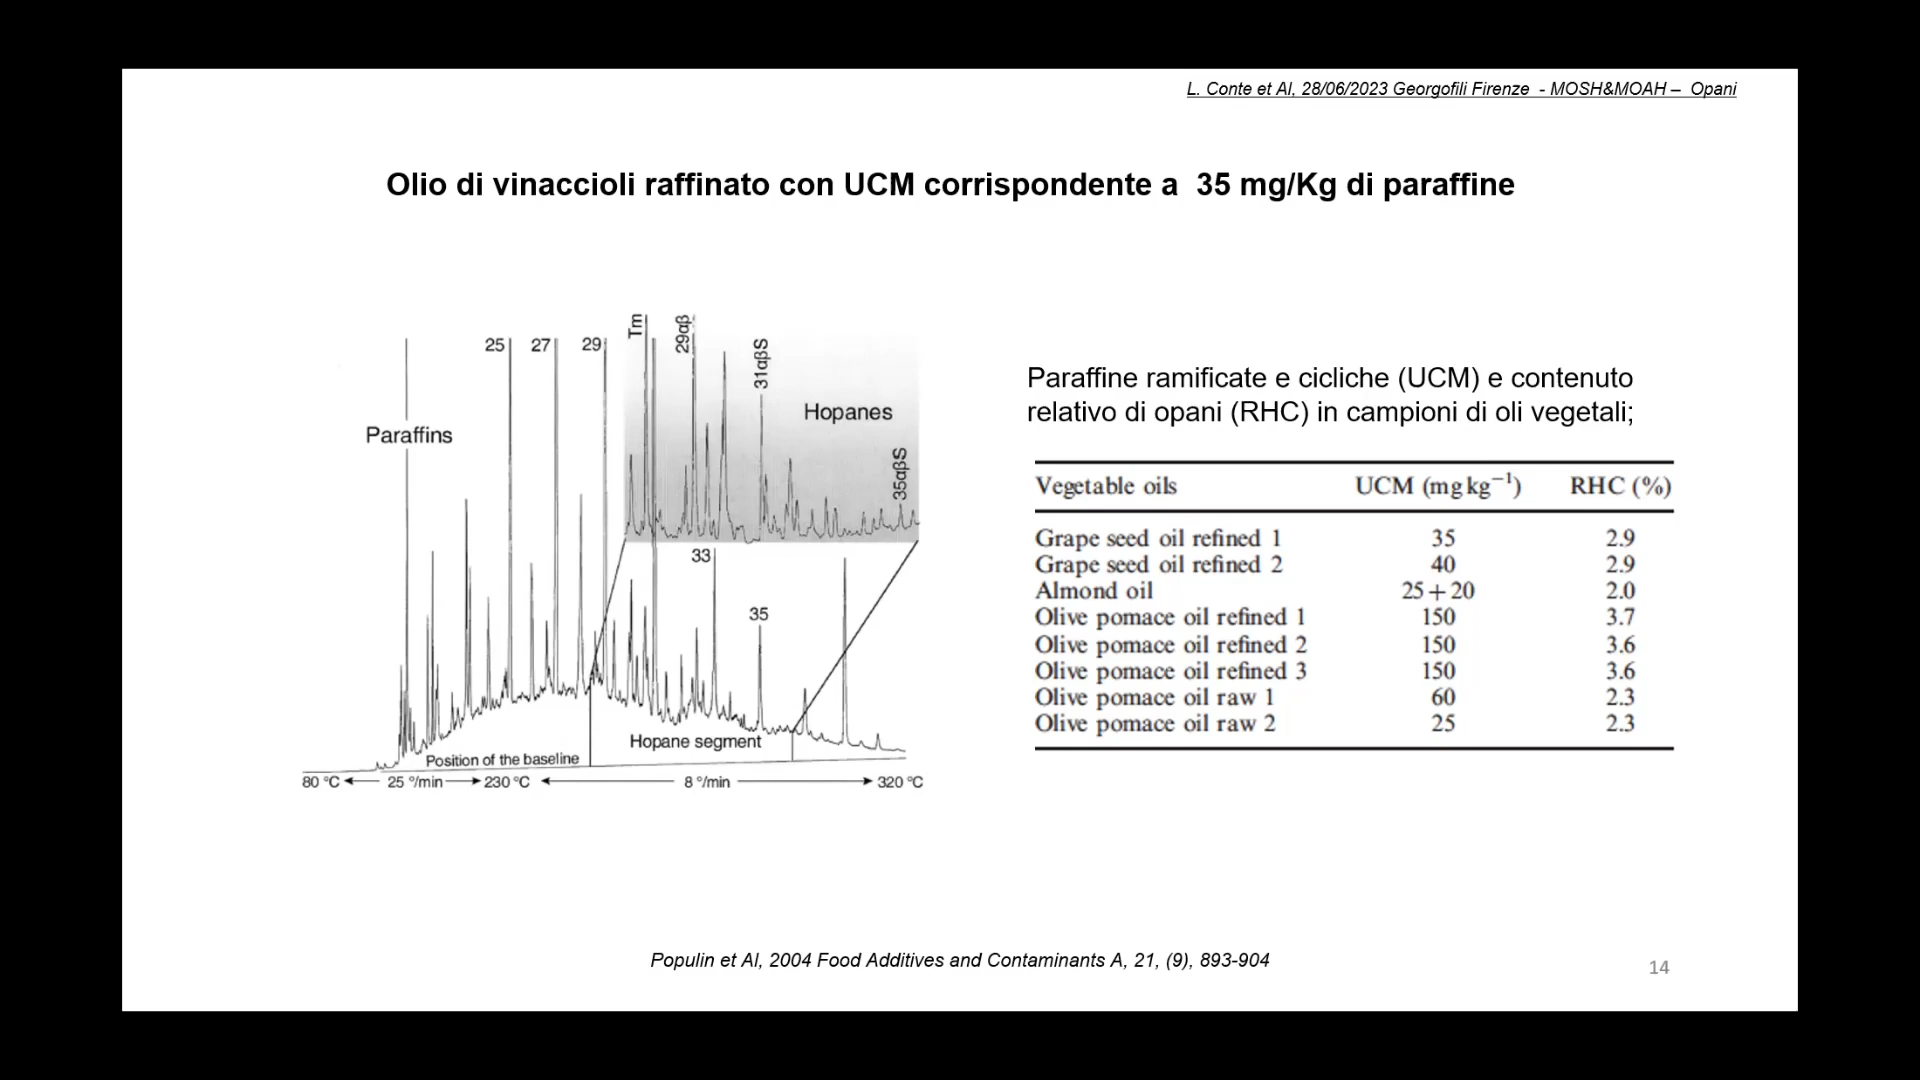 L. Conte et Al, 28/06/2023 Georgofili Firenze - MOSH&MOAH – Opani
Olio di vinaccioli raffinato con UCM corrispondente a 35 mg/Kg di paraffine
Paraffins
25
27
29
Tm
29αβ
31αβS
Hopanes
35αβS
33
35
Hopane segment
Position of the baseline
80 °C
25 °/min
230 °C
8 °/min
320 °C
Paraffine ramificate e cicliche (UCM) e contenuto
relativo di opani (RHC) in campioni di oli vegetali;
Vegetable oils UCM (mg kg⁻¹) RHC (%)
Grape seed oil refined 1 35 2.9
Grape seed oil refined 2 40 2.9
Almond oil 25 + 20 2.0
Olive pomace oil refined 1 150 3.7
Olive pomace oil refined 2 150 3.6
Olive pomace oil refined 3 150 3.6
Olive pomace oil raw 1 60 2.3
Olive pomace oil raw 2 25 2.3
Populin et Al, 2004 Food Additives and Contaminants A, 21, (9), 893-904
14